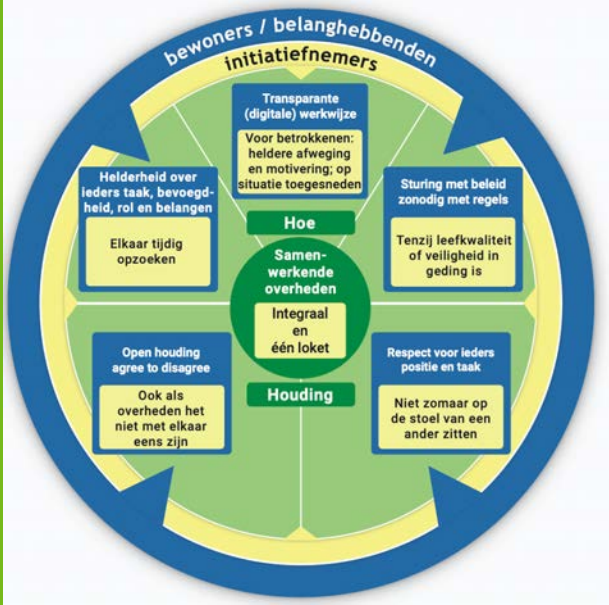 bewoners / belanghebbenden
initiatiefnemers
Transparante
(digitale) werkwijze
Voor betrokkenen:
heldere afweging
en motivering; op
situatie toegesneden
Helderheid over
ieders taak, bevoegd-
heid, rol en belangen
Elkaar tijdig
opzoeken
Sturing met beleid
zonodig met regels
Tenzij leefkwaliteit
of veiligheid in
geding is
Hoe
Samen-
werkende
overheden
Integraal
en
één loket
Houding
Open houding
agree to disagree
Ook als
overheden het
niet met elkaar
eens zijn
Respect voor ieders
positie en taak
Niet zomaar op
de stoel van een
ander zitten